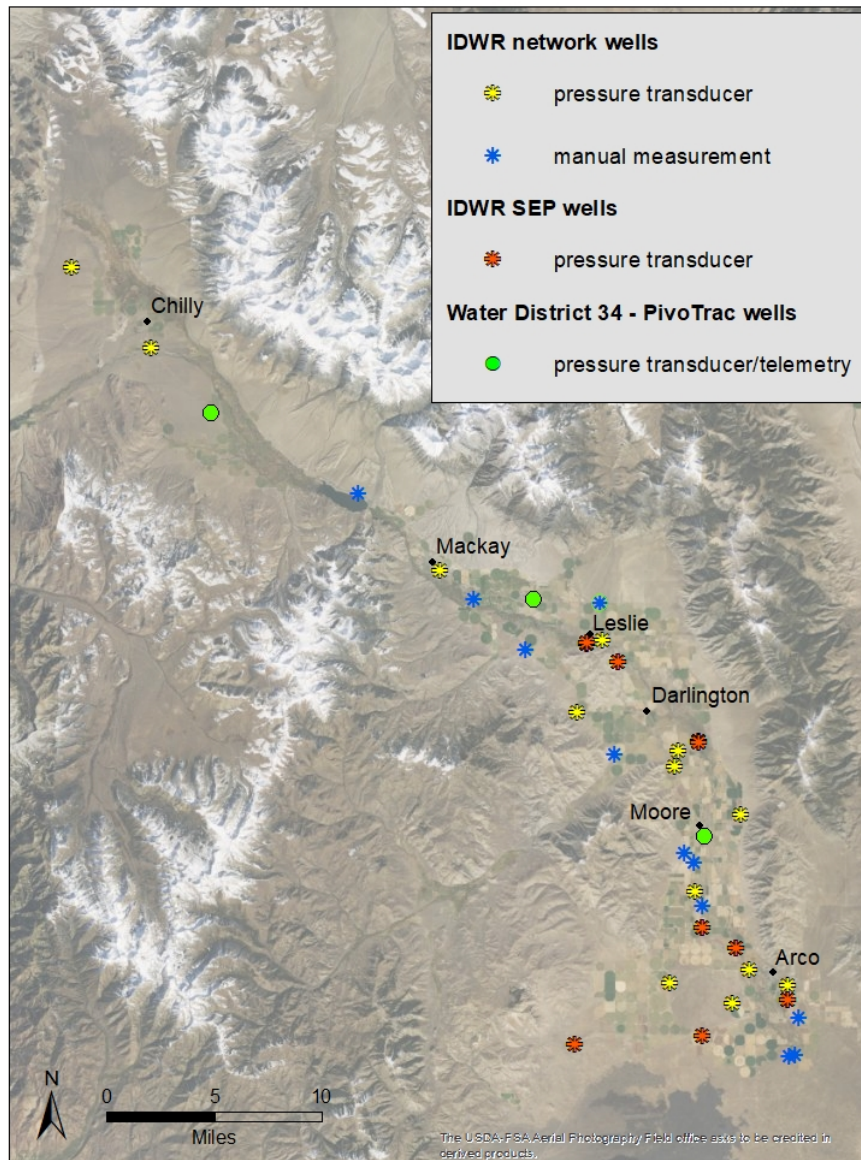 IDWR network wells
pressure transducer
manual measurement
IDWR SEP wells
pressure transducer
Water District 34 - PivoTrac wells
pressure transducer/telemetry
Chilly
Mackay
Leslie
Darlington
Moore
Arco
N
0 5 10
Miles
The USDA-FSA Aerial Photography Field office asks to be credited in
derived products.